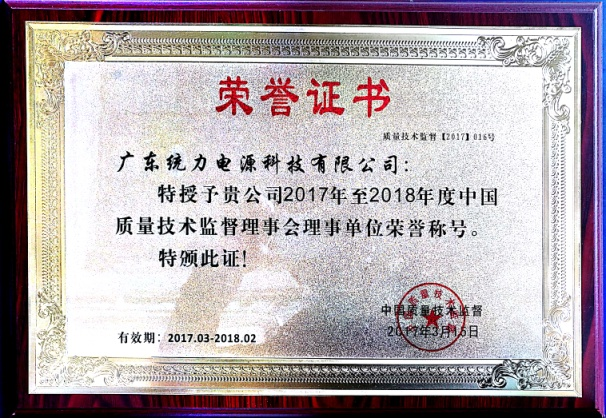 荣誉证书
质量技术监督【2017】016号
广东统力电源科技有限公司：
特授予贵公司2017年至2018年度中国
质量技术监督理事会理事单位荣誉称号。
特颁此证！
中国质量技术监督
2017年3月15日
有效期：2017.03-2018.02